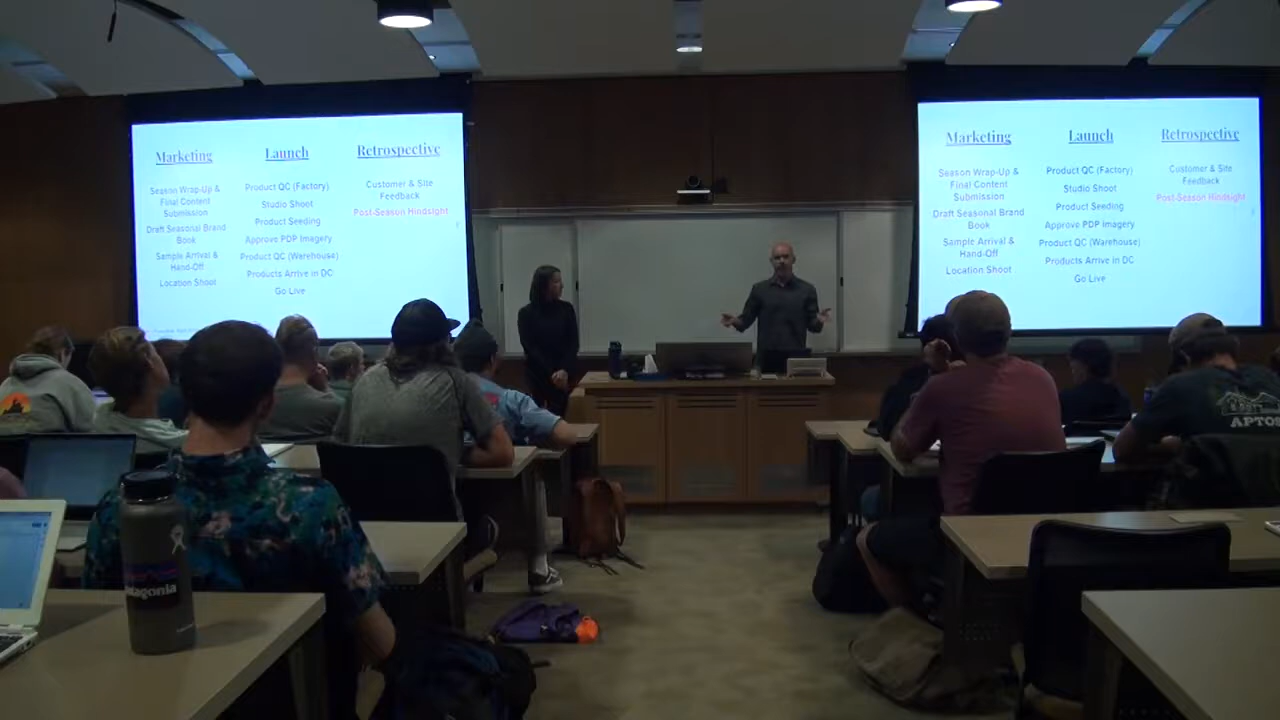 Marketing
Season Wrap-Up &
Final Content
Submission
Draft Seasonal Brand
Book
Sample Arrival &
Hand-Off
Location Shoot
Launch
Product QC (Factory)
Studio Shoot
Product Seeding
Approve PDP Imagery
Product QC (Warehouse)
Products Arrive in DC
Go Live
Retrospective
Customer & Site
Feedback
Post-Season Hindsight
Marketing
Season Wrap-Up &
Final Content
Submission
Draft Seasonal Brand
Book
Sample Arrival &
Hand-Off
Location Shoot
Launch
Product QC (Factory)
Studio Shoot
Product Seeding
Approve PDP Imagery
Product QC (Warehouse)
Products Arrive in DC
Go Live
Retrospective
Customer & Site
Feedback
Post-Season Hindsight
APTOS
patagonia